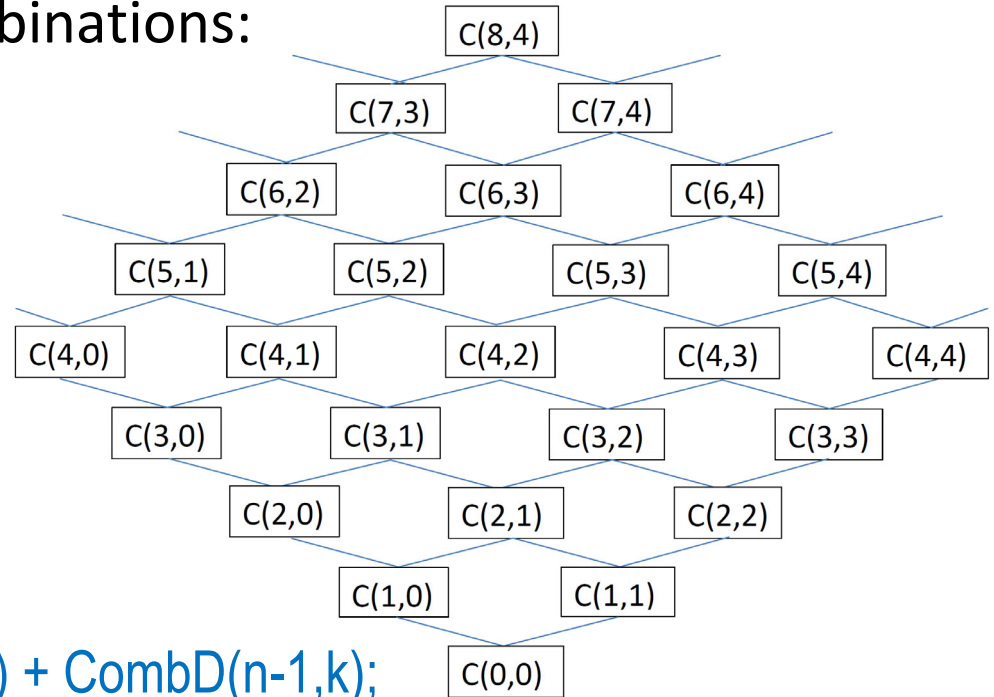 binations:
C(8,4)
C(7,3) C(7,4)
C(6,2) C(6,3) C(6,4)
C(5,1) C(5,2) C(5,3) C(5,4)
C(4,0) C(4,1) C(4,2) C(4,3) C(4,4)
C(3,0) C(3,1) C(3,2) C(3,3)
C(2,0) C(2,1) C(2,2)
C(1,0) C(1,1)
) + CombD(n-1,k);
C(0,0)